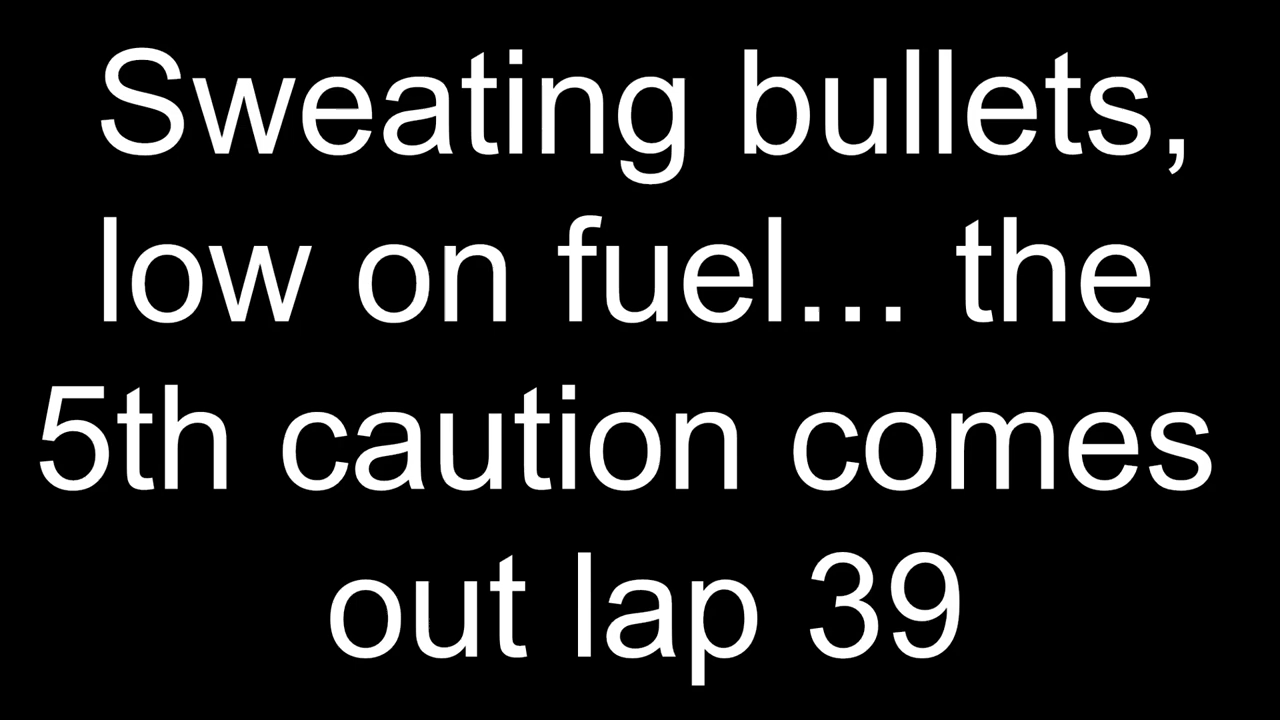 Sweating bullets,
low on fuel... the
5th caution comes
out lap 39